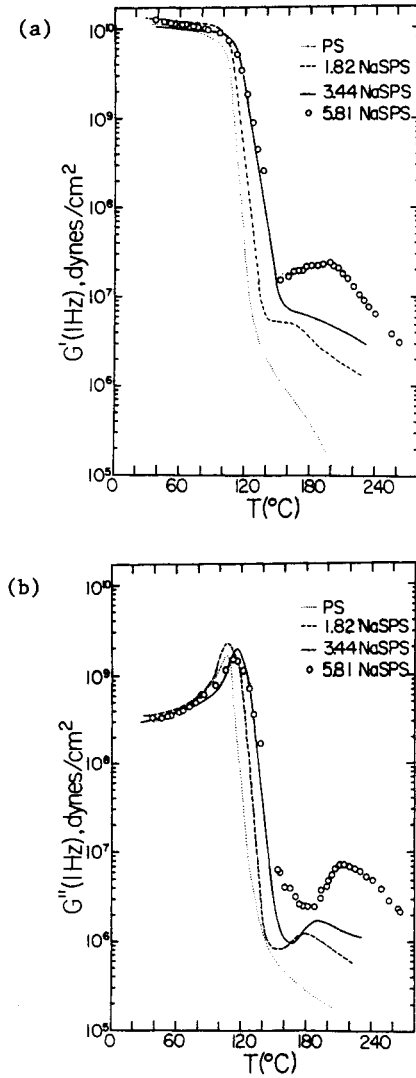 (a)
10¹⁰
10⁹
10⁸
10⁷
10⁶
10⁵
G'(1Hz), dynes/cm²
PS
1.82 NaSPS
3.44 NaSPS
5.81 NaSPS
0 60 120 180 240
T(°C)
(b)
10¹⁰
10⁹
10⁸
10⁷
10⁶
10⁵
G"(1Hz), dynes/cm²
PS
1.82 NaSPS
3.44 NaSPS
5.81 NaSPS
0 60 120 180 240
T(°C)